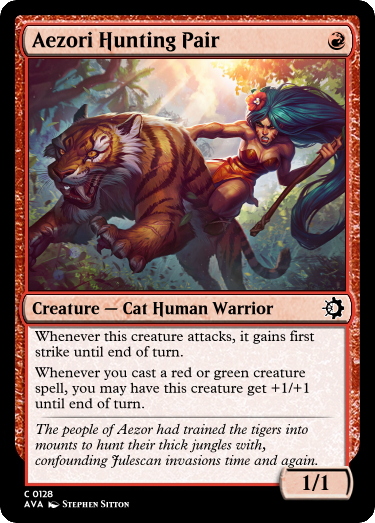 Aezori Hunting Pair
Creature — Cat Human Warrior
Whenever this creature attacks, it gains first
strike until end of turn.
Whenever you cast a red or green creature
spell, you may have this creature get +1/+1
until end of turn.
The people of Aezor had trained the tigers into
mounts to hunt their thick jungles with,
confounding Julescan invasions time and again.
1/1
C 0128
AVA Stephen Sitton